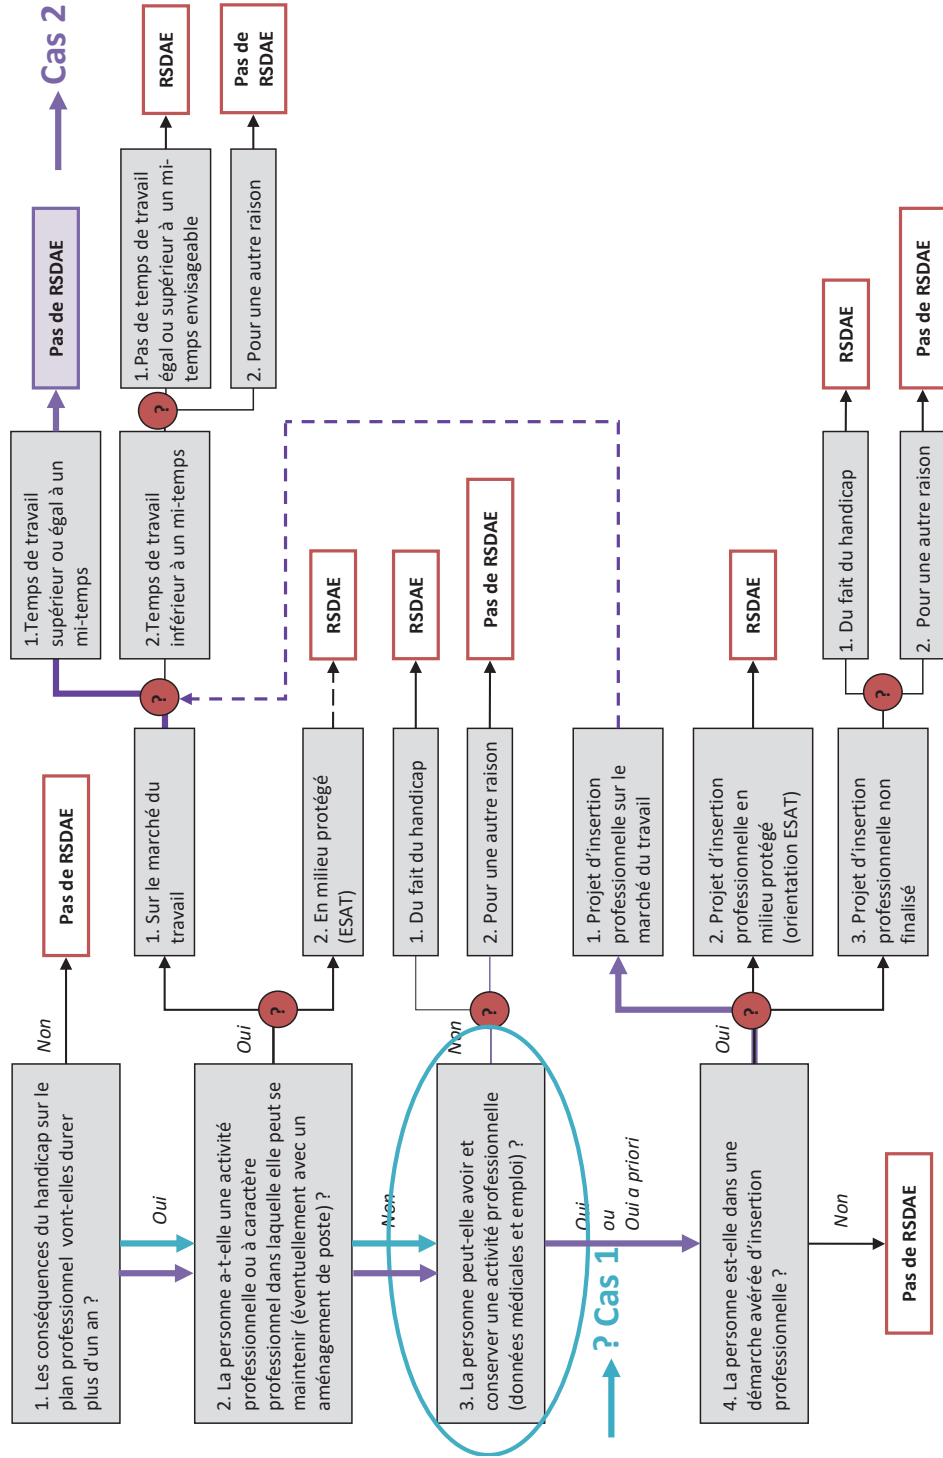 1. Les conséquences du handicap sur le
plan professionnel vont-elles durer
plus d'un an ?
Non
Pas de RSDAE
Oui
2. La personne a-t-elle une activité
professionnelle ou à caractère
professionnel dans laquelle elle peut se
maintenir (éventuellement avec un
aménagement de poste) ?
Oui
?
1. Sur le marché du
travail
?
1.Temps de travail
supérieur ou égal à un
mi-temps
Pas de RSDAE
Cas 2
2.Temps de travail
inférieur à un mi-temps
?
1.Pas de temps de travail
égal ou supérieur à un mi-
temps envisageable
RSDAE
2. Pour une autre raison
Pas de
RSDAE
2. En milieu protégé
(ESAT)
RSDAE
Non
3. La personne peut-elle avoir et
conserver une activité professionnelle
(données médicales et emploi) ?
Non
?
1. Du fait du handicap
RSDAE
2. Pour une autre raison
Pas de RSDAE
? Cas 1
Oui
ou
Oui a priori
4. La personne est-elle dans une
démarche avérée d'insertion
professionnelle ?
Oui
?
1. Projet d'insertion
professionnelle sur le
marché du travail
2. Projet d'insertion
professionnelle en
milieu protégé
(orientation ESAT)
RSDAE
3. Projet d'insertion
professionnelle non
finalisé
?
1. Du fait du handicap
RSDAE
2. Pour une autre raison
Pas de RSDAE
Non
Pas de RSDAE